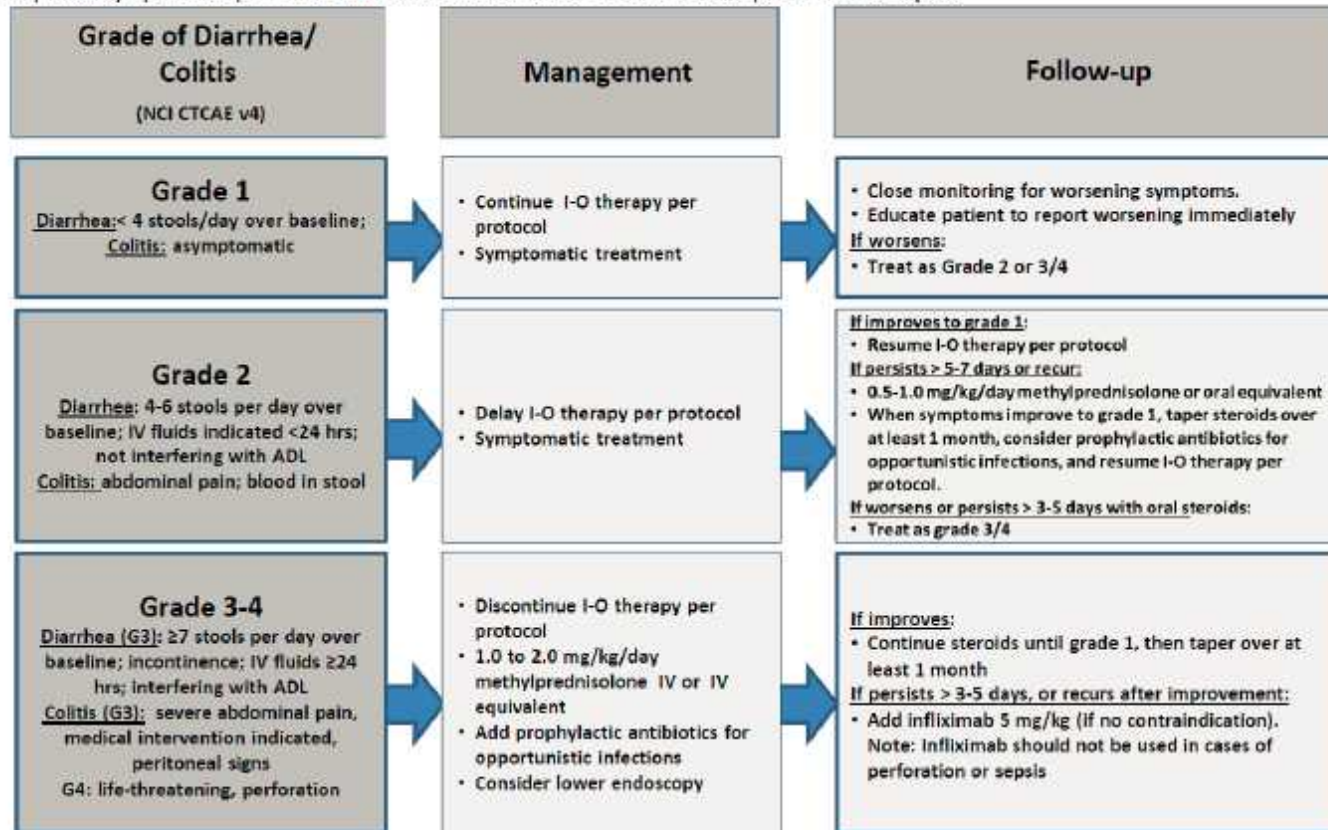 Grade of Diarrhea/
Colitis
(NCI CTCAE v4)
Management
Follow-up
Grade 1
Diarrhea:< 4 stools/day over baseline;
Colitis: asymptomatic
• Continue I-O therapy per
protocol
• Symptomatic treatment
• Close monitoring for worsening symptoms.
• Educate patient to report worsening immediately
If worsens:
• Treat as Grade 2 or 3/4
Grade 2
Diarrhea: 4-6 stools per day over
baseline; IV fluids indicated <24 hrs;
not interfering with ADL
Colitis: abdominal pain; blood in stool
• Delay I-O therapy per protocol
• Symptomatic treatment
If improves to grade 1:
• Resume I-O therapy per protocol
If persists > 5-7 days or recur:
• 0.5-1.0 mg/kg/day methylprednisolone or oral equivalent
• When symptoms improve to grade 1, taper steroids over
at least 1 month, consider prophylactic antibiotics for
opportunistic infections, and resume I-O therapy per
protocol.
If worsens or persists > 3-5 days with oral steroids:
• Treat as grade 3/4
Grade 3-4
Diarrhea (G3): ≥7 stools per day over
baseline; incontinence; IV fluids ≥24
hrs; interfering with ADL
Colitis (G3): severe abdominal pain,
medical intervention indicated,
peritoneal signs
G4: life-threatening, perforation
• Discontinue I-O therapy per
protocol
• 1.0 to 2.0 mg/kg/day
methylprednisolone IV or IV
equivalent
• Add prophylactic antibiotics for
opportunistic infections
• Consider lower endoscopy
If improves:
• Continue steroids until grade 1, then taper over at
least 1 month
If persists > 3-5 days, or recurs after improvement:
• Add infliximab 5 mg/kg (if no contraindication).
Note: Infliximab should not be used in cases of
perforation or sepsis